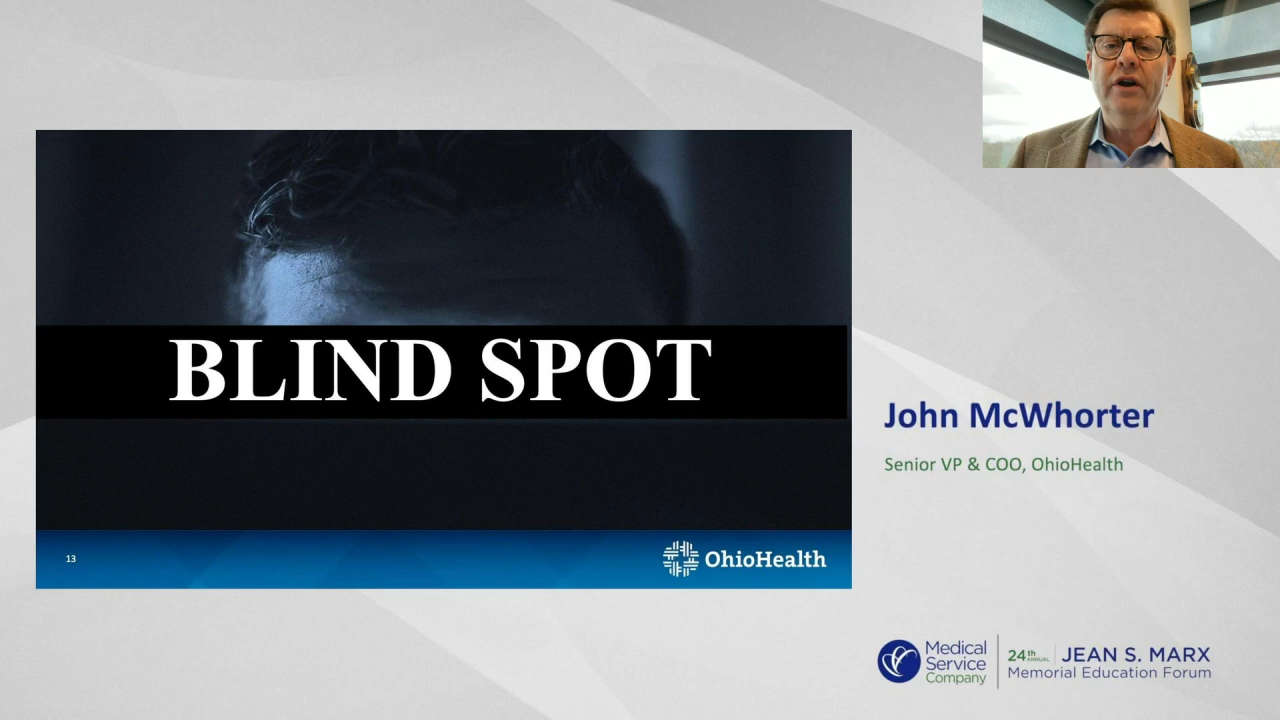 BLIND SPOT
13
OhioHealth
John McWhorter
Senior VP & COO, OhioHealth
Medical
Service
Company
24th
ANNUAL
JEAN S. MARX
Memorial Education Forum